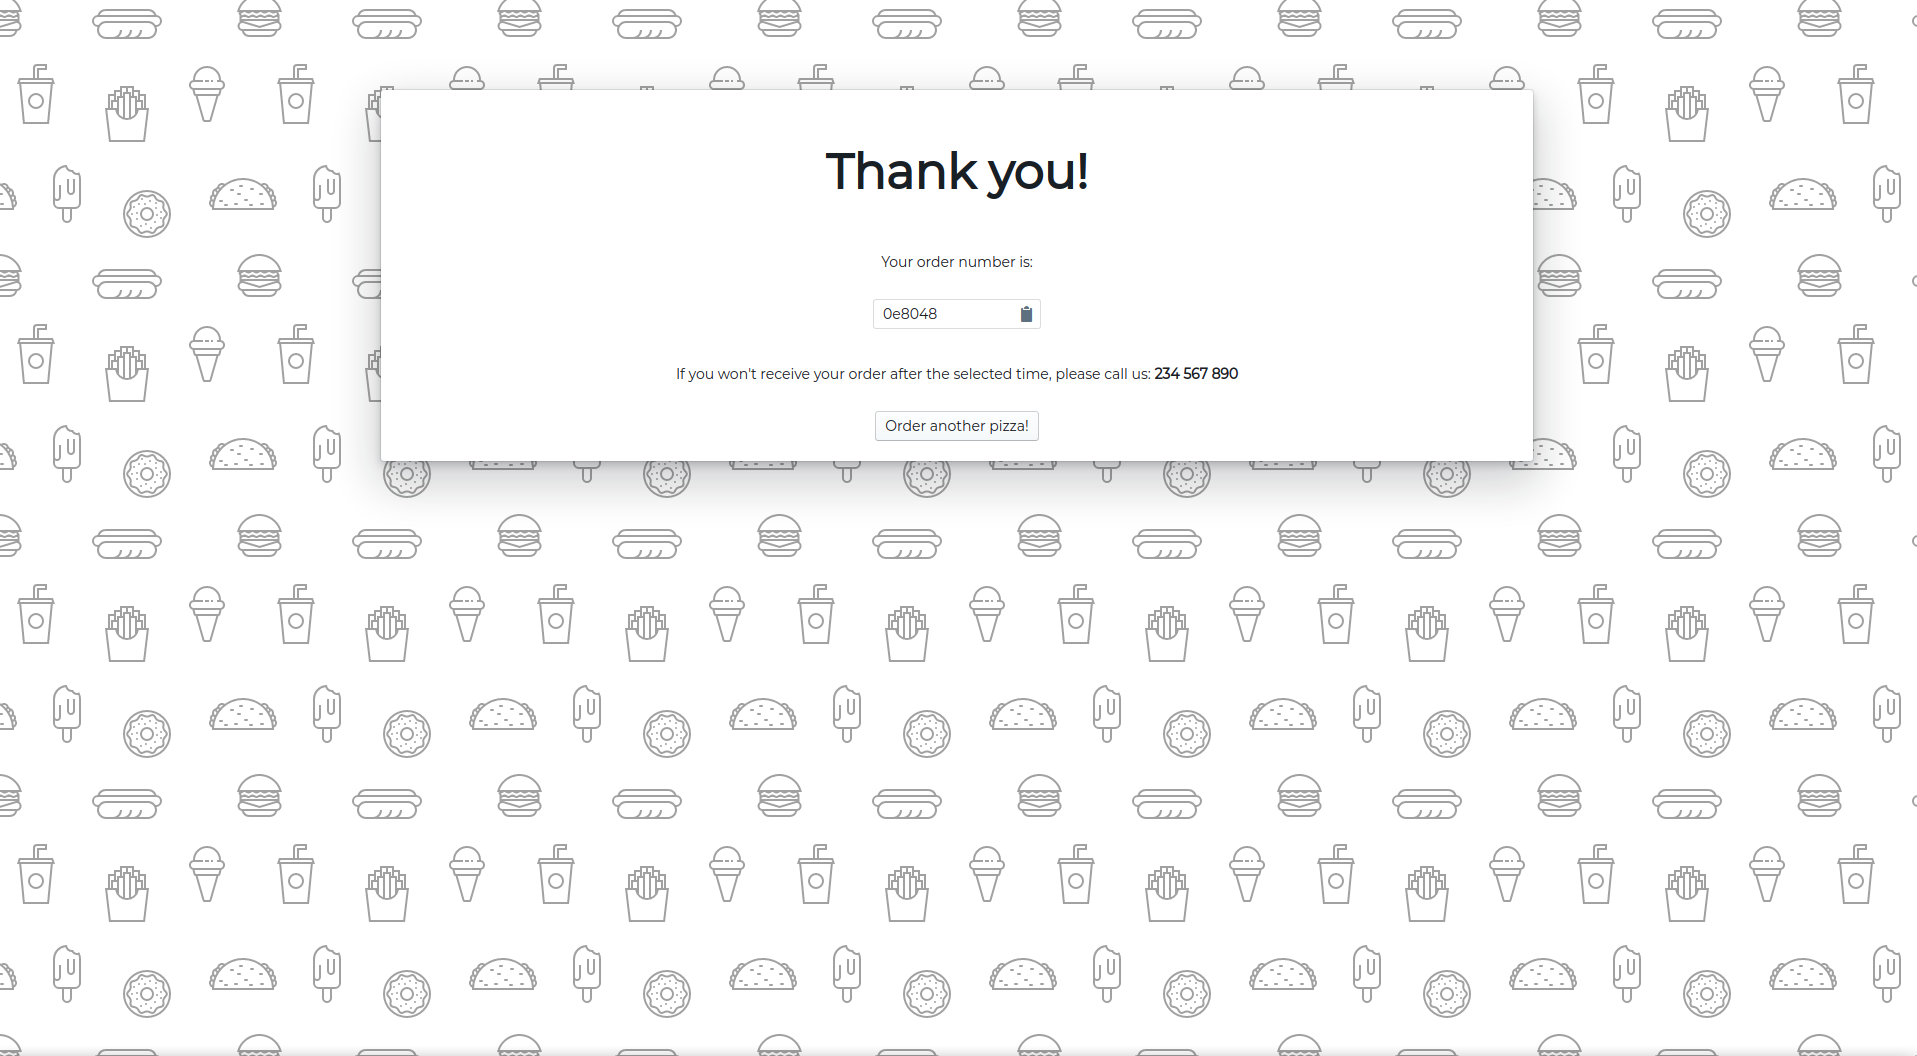 Thank you!
Your order number is:
0e8048
If you won't receive your order after the selected time, please call us: 234 567 890
Order another pizza!